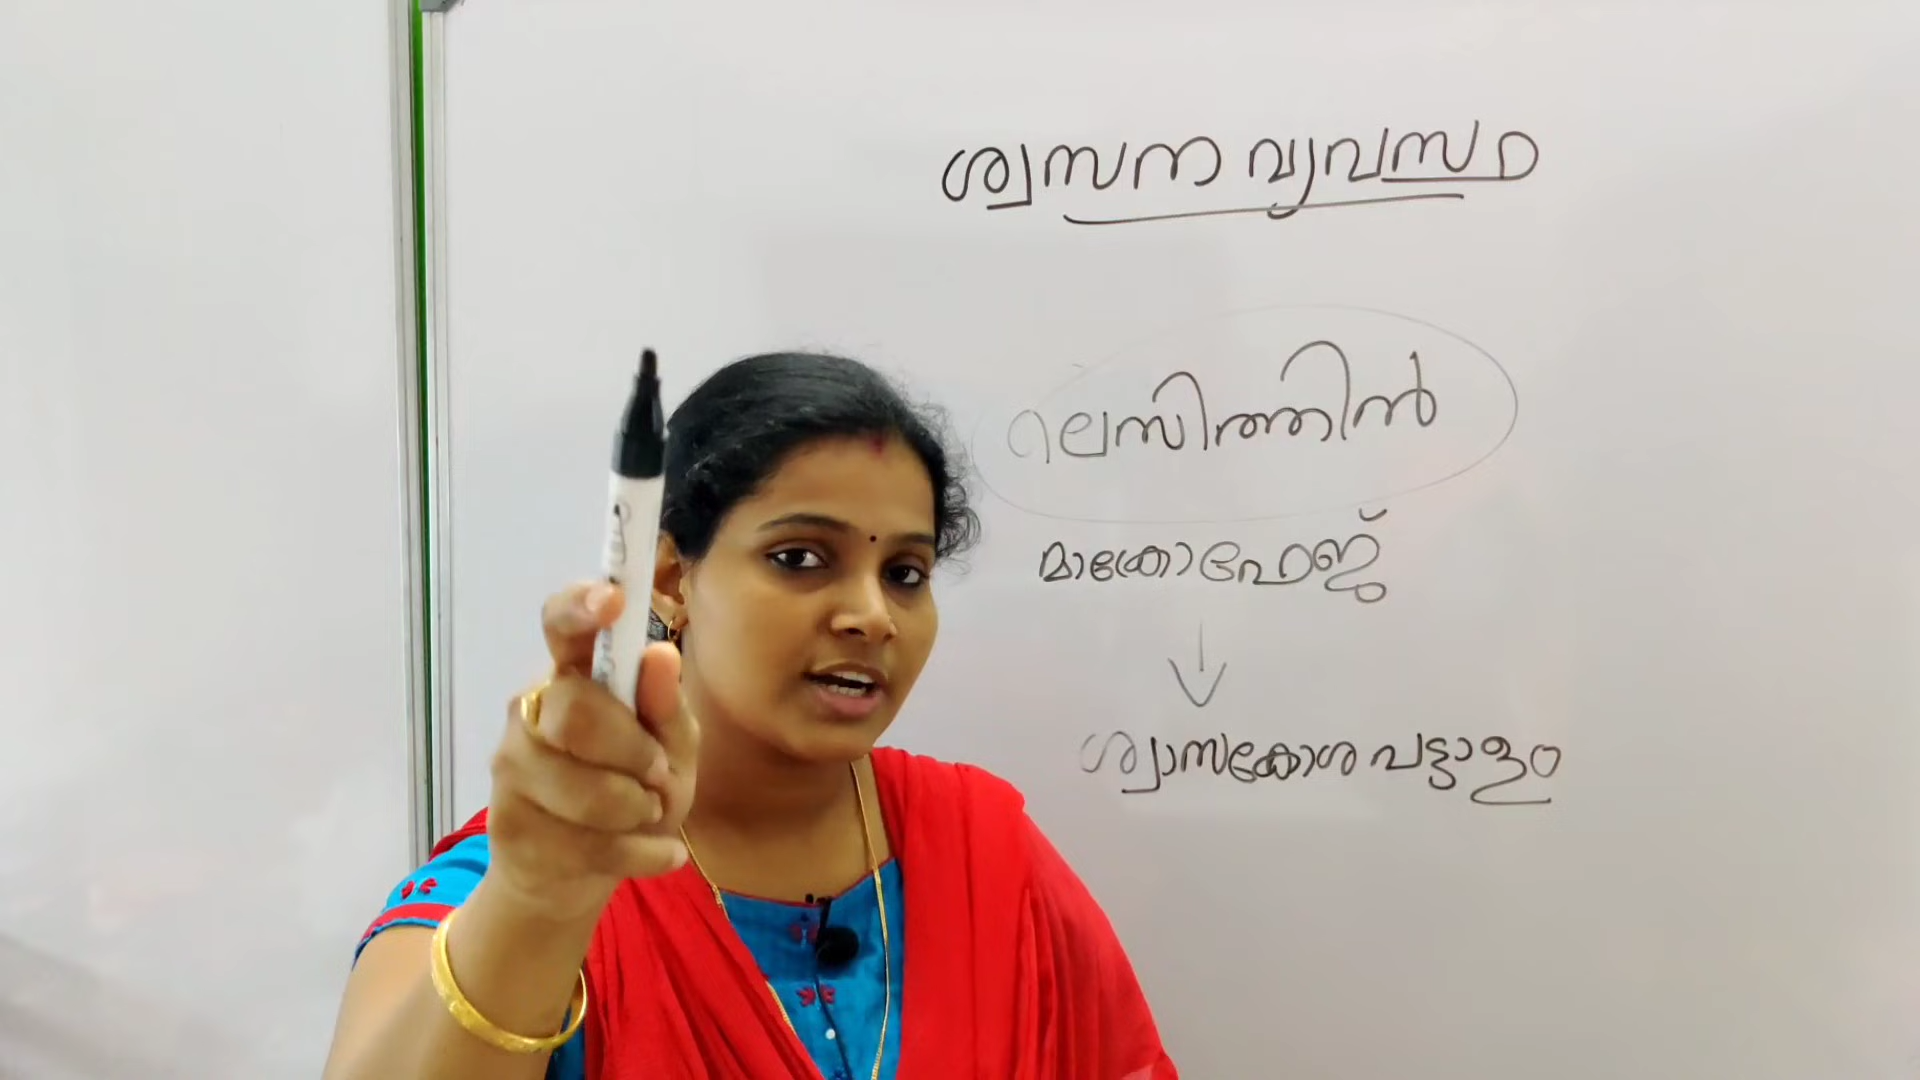 ശ്വസന വ്യവസ്ഥ
ലെസിത്തിൻ
മാക്രോഫേജ്
ശ്വാസകോശ പട്ടാളം